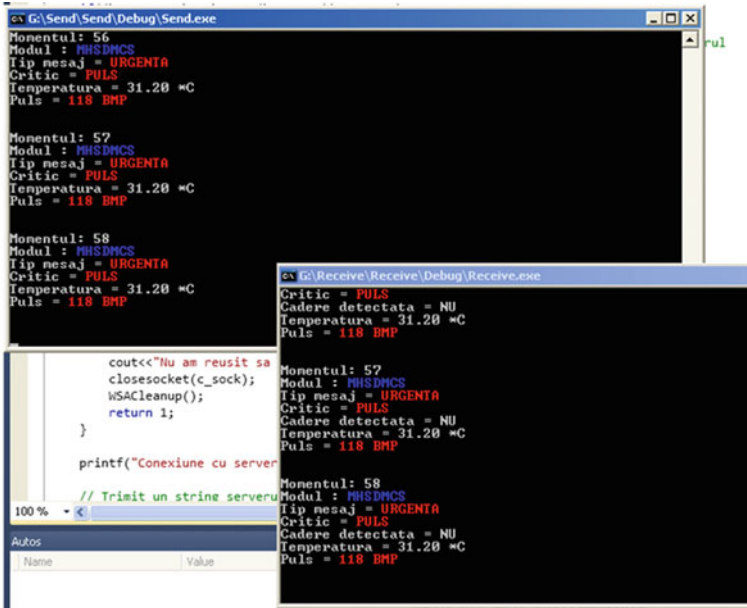 G:\Send\Send\Debug\Send.exe
Momentul: 56
Modul : MHSDMCS
Tip mesaj = URGENTA
Critic = PULS
Temperatura = 31.20 *C
Puls = 118 BMP
Momentul: 57
Modul : MHSDMCS
Tip mesaj = URGENTA
Critic = PULS
Temperatura = 31.20 *C
Puls = 118 BMP
Momentul: 58
Modul : MHSDMCS
Tip mesaj = URGENTA
Critic = PULS
Temperatura = 31.20 *C
Puls = 118 BMP
rul
G:\Receive\Receive\Debug\Receive.exe
Critic = PULS
Cadere detectata = NU
Temperatura = 31.20 *C
Puls = 118 BMP
Momentul: 57
Modul : MHSDMCS
Tip mesaj = URGENTA
Critic = PULS
Cadere detectata = NU
Temperatura = 31.20 *C
Puls = 118 BMP
Momentul: 58
Modul : MHSDMCS
Tip mesaj = URGENTA
Critic = PULS
Cadere detectata = NU
Temperatura = 31.20 *C
Puls = 118 BMP
cout<<"Nu am reusit sa
closesocket(c_sock);
WSACleanup();
return 1;
}
printf("Conexiune cu server
// Trimit un string serveru
100 %
Autos
Name Value